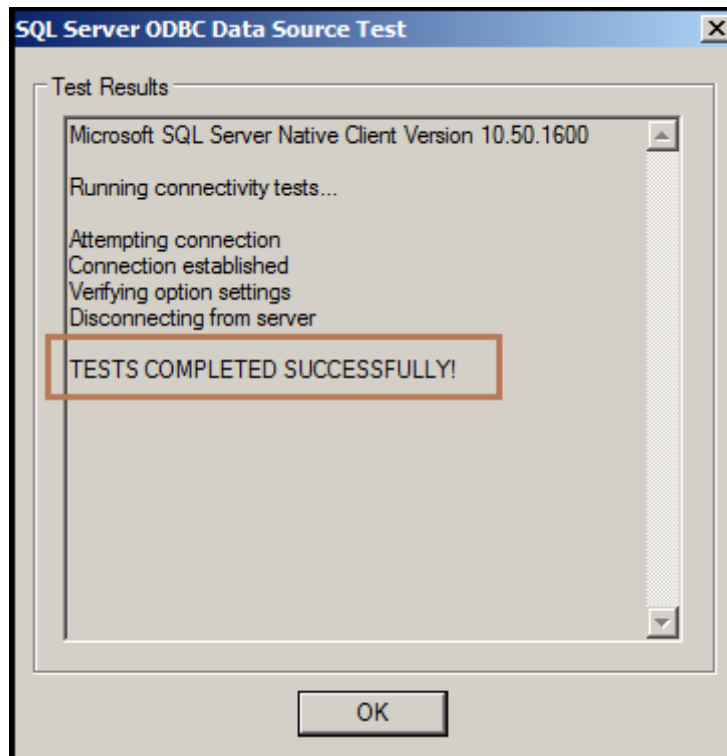 SQL Server ODBC Data Source Test
Test Results
Microsoft SQL Server Native Client Version 10.50.1600
Running connectivity tests...
Attempting connection
Connection established
Verifying option settings
Disconnecting from server
TESTS COMPLETED SUCCESSFULLY!
OK